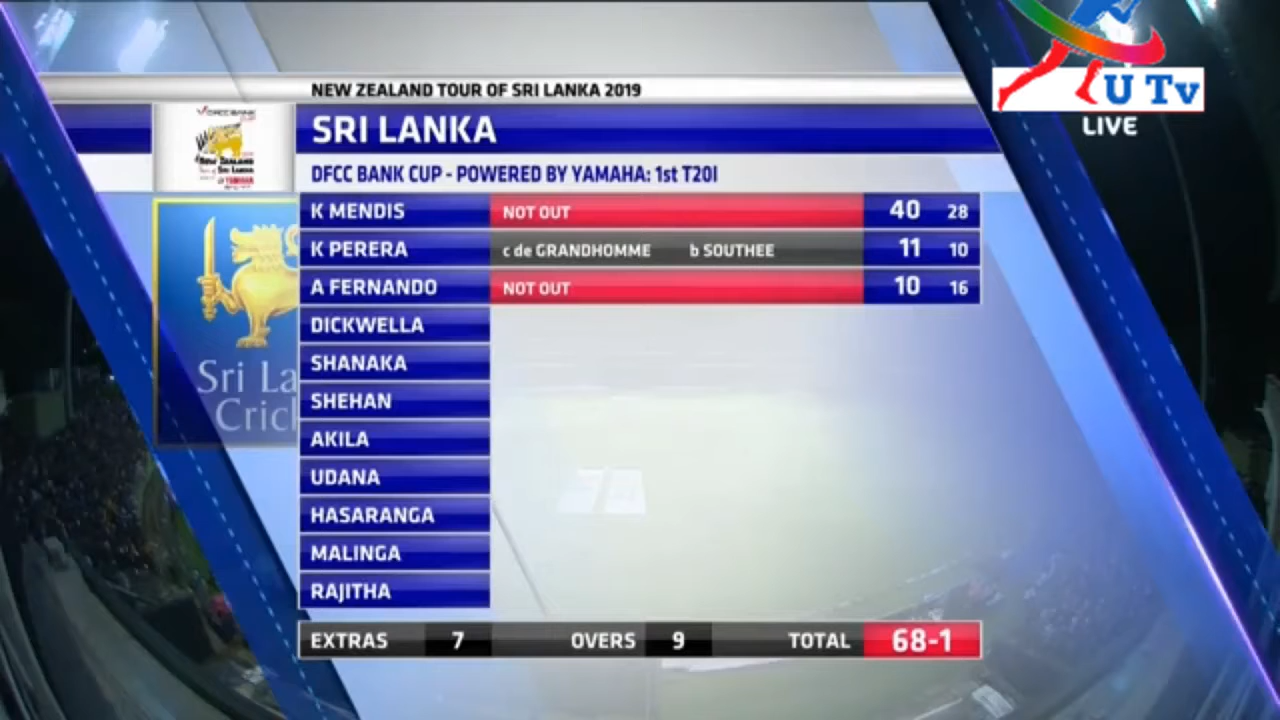 NEW ZEALAND TOUR OF SRI LANKA 2019
U Tv
LIVE
SRI LANKA
DFCC BANK CUP - POWERED BY YAMAHA: 1st T20I
K MENDIS NOT OUT 40 28
K PERERA c de GRANDHOMME b SOUTHEE 11 10
A FERNANDO NOT OUT 10 16
DICKWELLA
SHANAKA
SHEHAN
AKILA
UDANA
HASARANGA
MALINGA
RAJITHA
Sri La
Cric
EXTRAS 7 OVERS 9 TOTAL 68-1